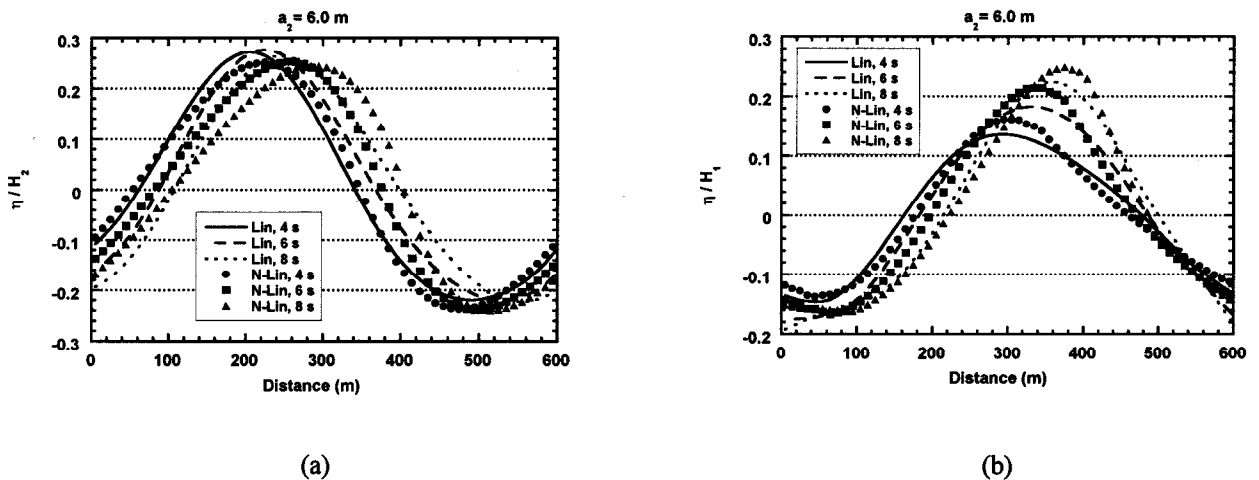 a₂= 6.0 m
0.3
0.2
0.1
0
-0.1
-0.2
-0.3
η / H₂
Lin, 4 s
Lin, 6 s
Lin, 8 s
N-Lin, 4 s
N-Lin, 6 s
N-Lin, 8 s
0 100 200 300 400 500 600
Distance (m)
(a)
a₂= 6.0 m
0.3
0.2
0.1
0
-0.1
-0.2
η / H₁
Lin, 4 s
Lin, 6 s
Lin, 8 s
N-Lin, 4 s
N-Lin, 6 s
N-Lin, 8 s
0 100 200 300 400 500 600
Distance (m)
(b)